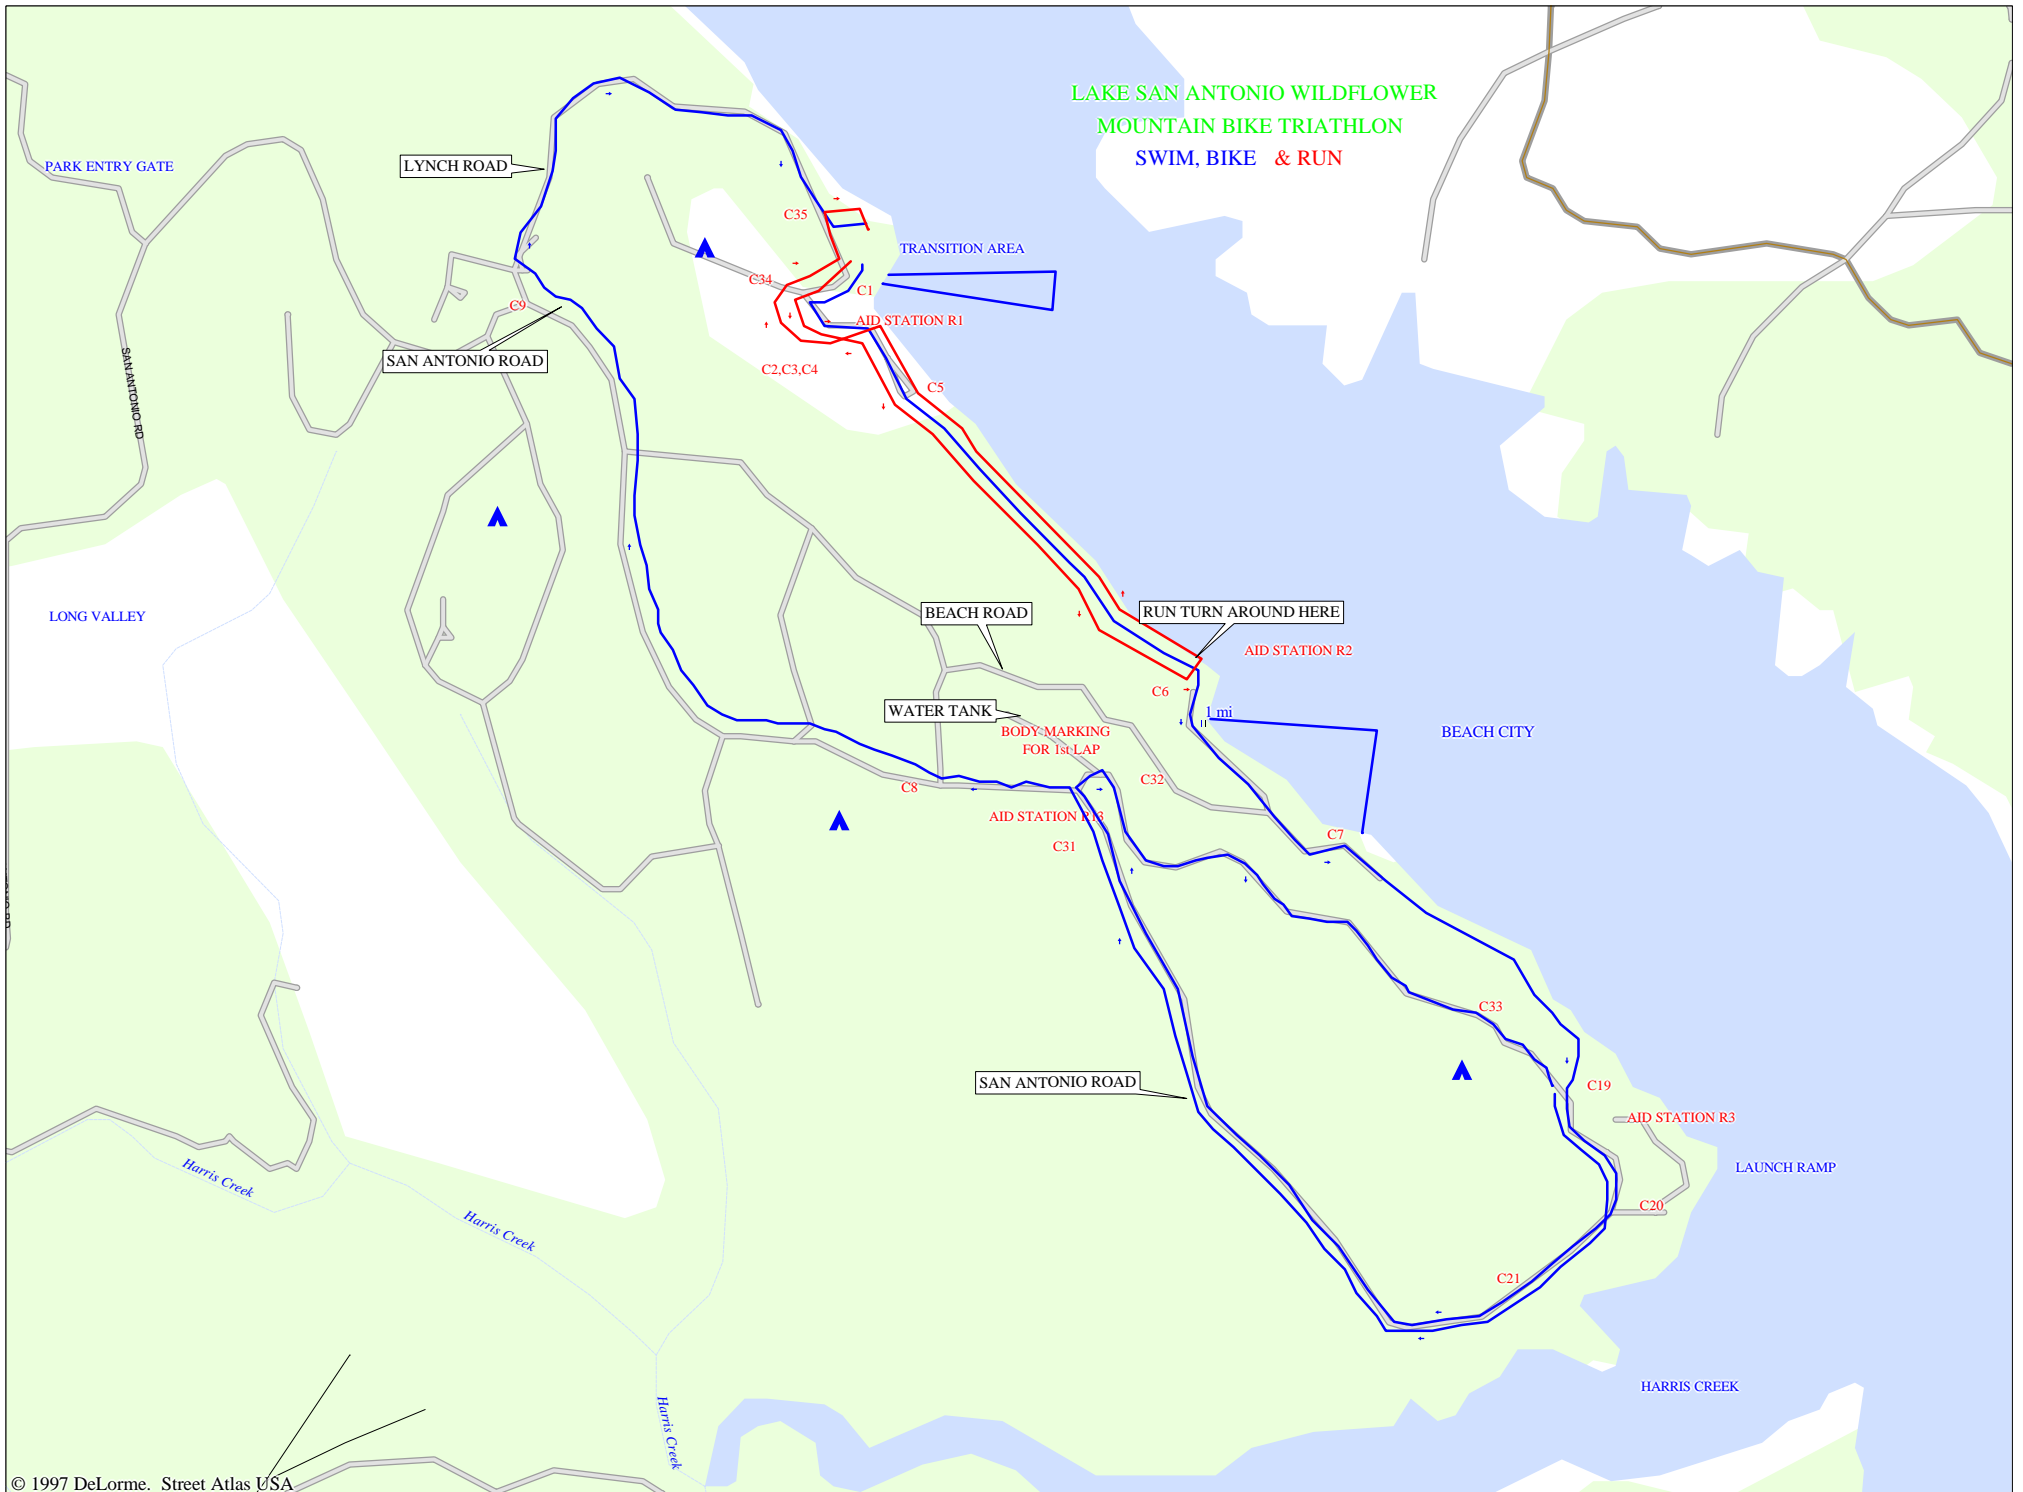 LAKE SAN ANTONIO WILDFLOWER
MOUNTAIN BIKE TRIATHLON
SWIM, BIKE & RUN
PARK ENTRY GATE
LYNCH ROAD
C35
TRANSITION AREA
C34
C1
C9
AID STATION R1
SAN ANTONIO ROAD
SAN ANTONIO RD
C2,C3,C4
C5
LONG VALLEY
BEACH ROAD
RUN TURN AROUND HERE
AID STATION R2
C6
WATER TANK
1 mi
BODY MARKING
FOR 1st LAP
BEACH CITY
C32
C8
AID STATION R13
C7
C31
C33
SAN ANTONIO ROAD
C19
AID STATION R3
LAUNCH RAMP
Harris Creek
C20
Harris Creek
C21
HARRIS CREEK
Harris Creek
© 1997 DeLorme. Street Atlas USA